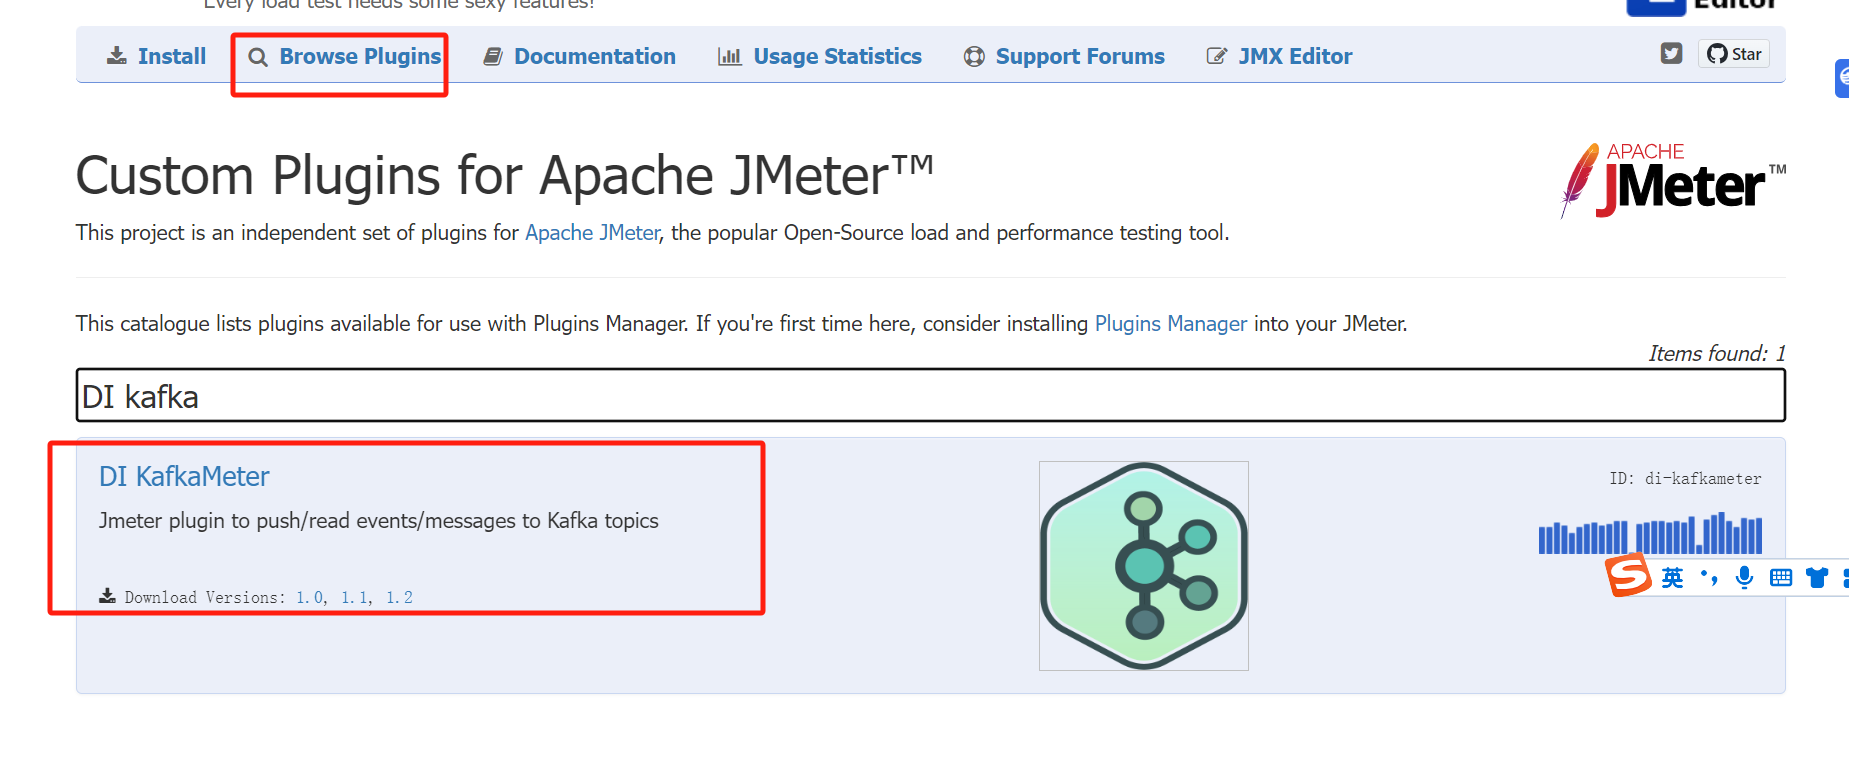 Every load test needs some sexy features!
Editor
Install Browse Plugins Documentation Usage Statistics Support Forums JMX Editor Star
Custom Plugins for Apache JMeter™
APACHE
JMeter™
This project is an independent set of plugins for Apache JMeter, the popular Open-Source load and performance testing tool.
This catalogue lists plugins available for use with Plugins Manager. If you're first time here, consider installing Plugins Manager into your JMeter.
Items found: 1
DI kafka
DI KafkaMeter
ID: di-kafkameter
Jmeter plugin to push/read events/messages to Kafka topics
Download Versions: 1.0, 1.1, 1.2
S 英